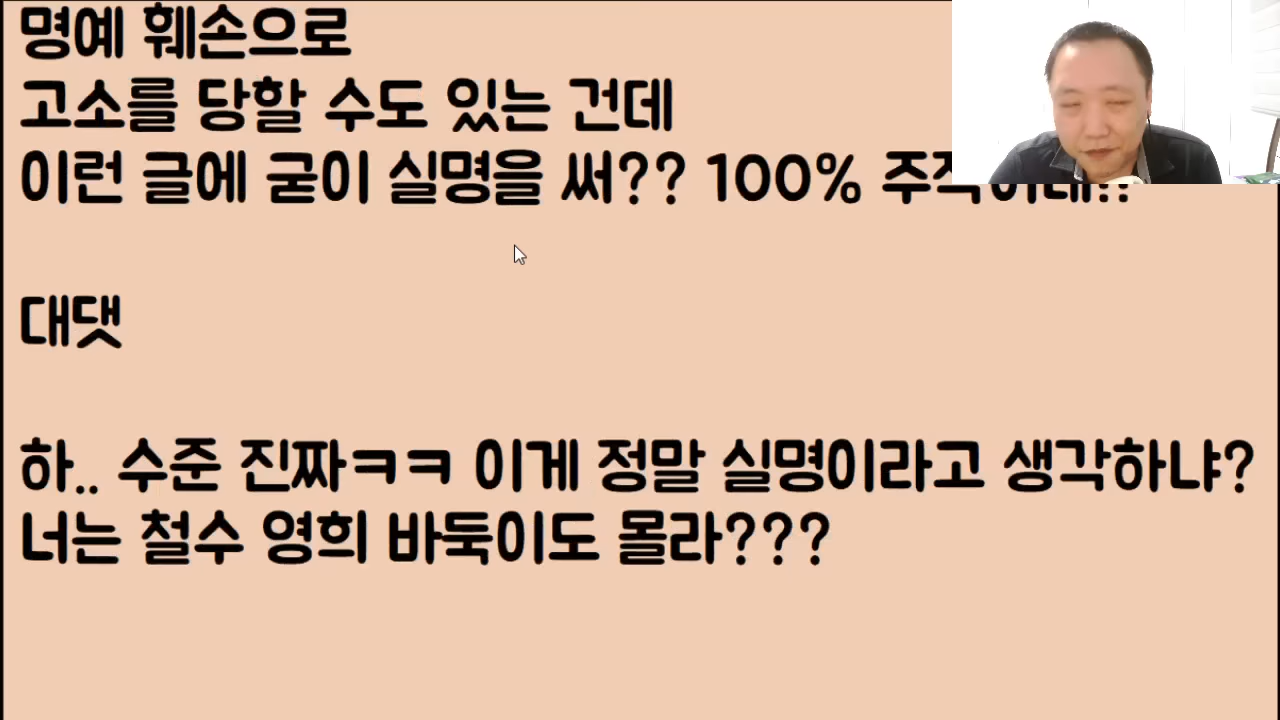 명예 훼손으로
고소를 당할 수도 있는 건데
이런 글에 굳이 실명을 써?? 100%
대댓
하.. 수준 진짜ㅋㅋ 이게 정말 실명이라고 생각하냐?
너는 철수 영희 바둑이도 몰라???